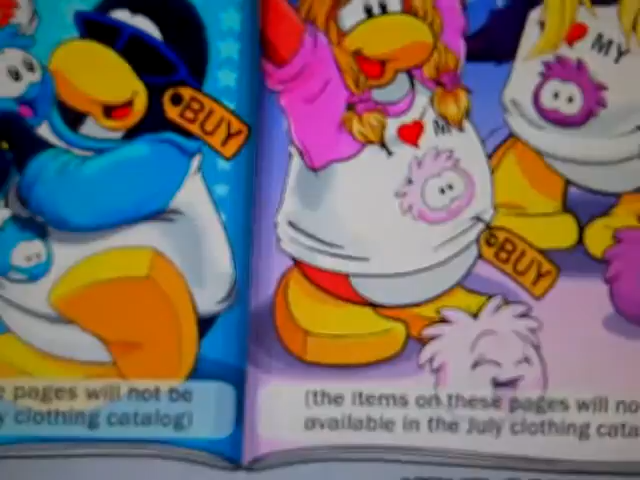 BUY
MY
MY
BUY
pages will not be
clothing catalog)
(the items on these pages will no
available in the July clothing cata